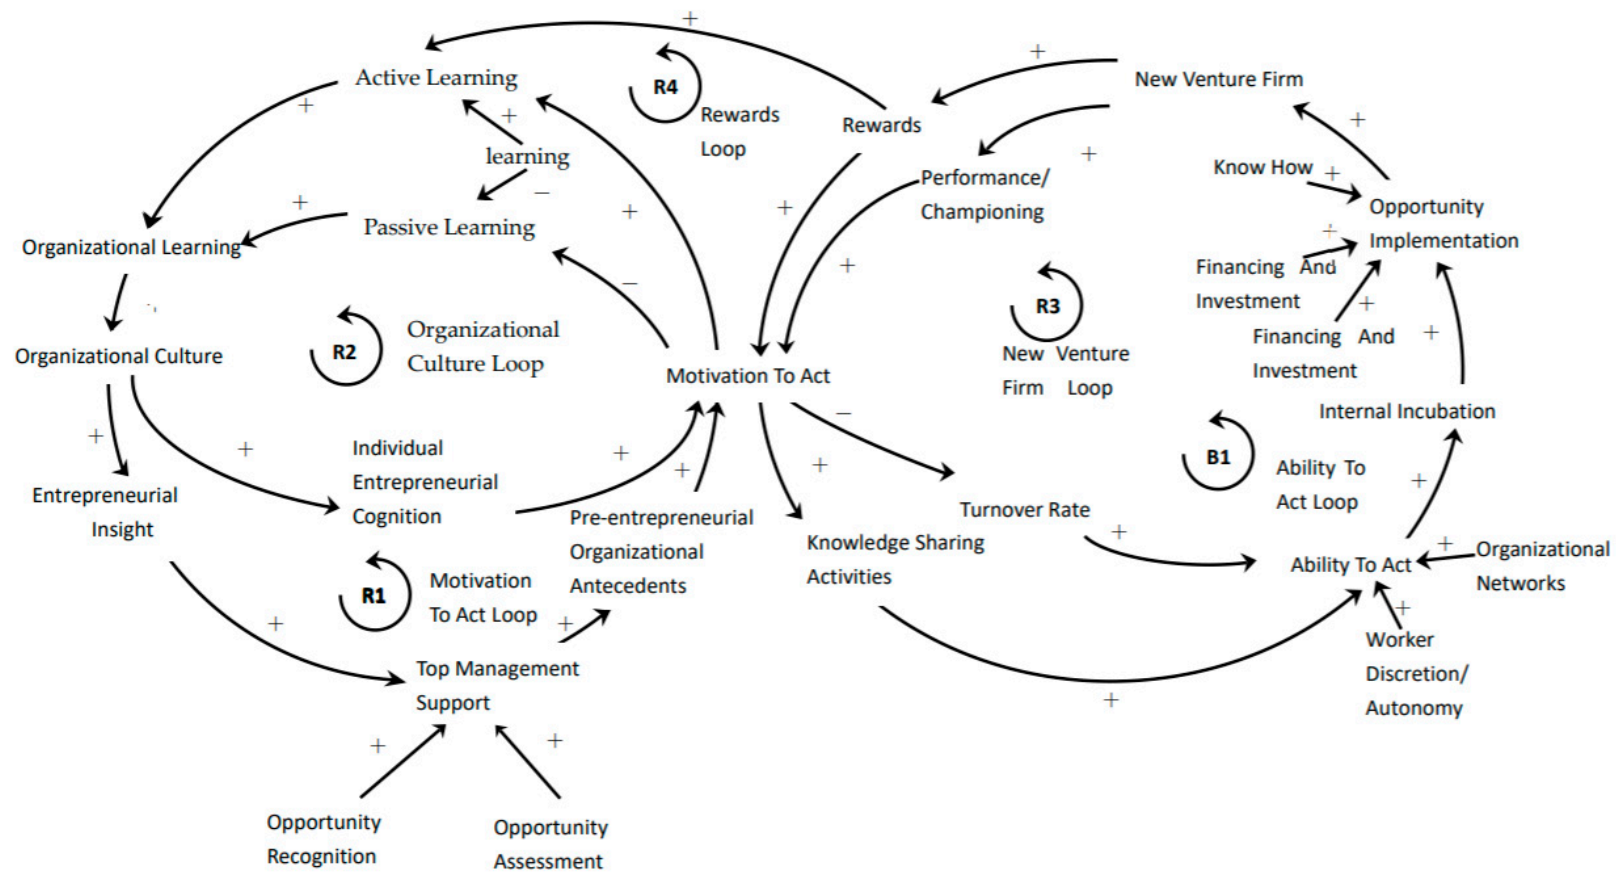 +
Active Learning
R4
+
New Venture Firm
+
+
Rewards
Loop
Rewards
+
+
learning
Know How +
−
Performance/
Championing
+
+
+
+
Passive Learning
Opportunity
Implementation
+
Organizational Learning
+
Financing And
Investment
−
R3
+
Organizational
Culture Loop
R2
Organizational Culture
New Venture
Firm Loop
+
Financing And
Investment
Motivation To Act
−
Internal Incubation
+
+
Individual
Entrepreneurial
Cognition
+
+
+
B1
Ability To
Act Loop
+
Entrepreneurial
Insight
Pre-entrepreneurial
Organizational
Antecedents
Turnover Rate
+
Knowledge Sharing
Activities
Ability To Act
+
Organizational
Networks
R1
Motivation
To Act Loop
+
+
+
Worker
Discretion/
Autonomy
Top Management
Support
+
+
+
Opportunity
Recognition
Opportunity
Assessment